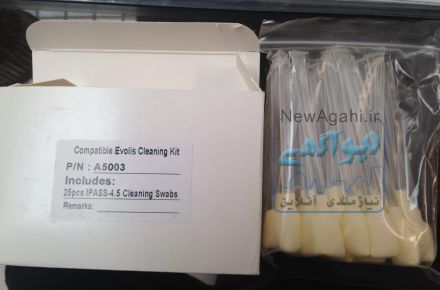 Compatible Evolis Cleaning Kit
P/N : A5003
Includes:
25pcs IPASS-4.5 Cleaning Swabs
Remarks:
NewAgahi.ir
نیوآگهی
نیازمندی آنلاین